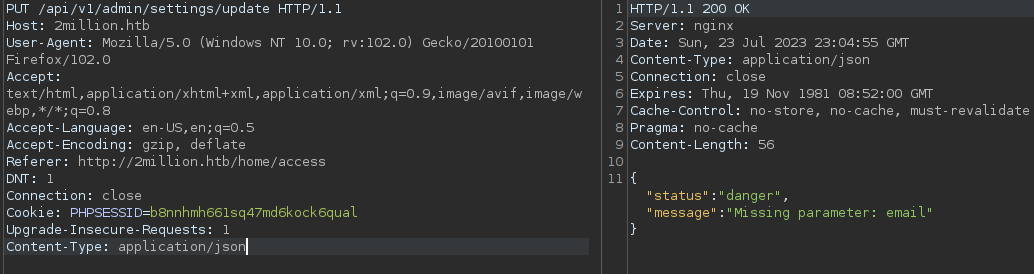 PUT /api/v1/admin/settings/update HTTP/1.1
Host: 2million.htb
User-Agent: Mozilla/5.0 (Windows NT 10.0; rv:102.0) Gecko/20100101
Firefox/102.0
Accept:
text/html,application/xhtml+xml,application/xml;q=0.9,image/avif,image/w
ebp,*/*;q=0.8
Accept-Language: en-US,en;q=0.5
Accept-Encoding: gzip, deflate
Referer: http://2million.htb/home/access
DNT: 1
Connection: close
Cookie: PHPSESSID=b8nnhmh661sq47md6kock6qual
Upgrade-Insecure-Requests: 1
Content-Type: application/json
1 HTTP/1.1 200 OK
2 Server: nginx
3 Date: Sun, 23 Jul 2023 23:04:55 GMT
4 Content-Type: application/json
5 Connection: close
6 Expires: Thu, 19 Nov 1981 08:52:00 GMT
7 Cache-Control: no-store, no-cache, must-revalidate
8 Pragma: no-cache
9 Content-Length: 56
10
11 {
"status":"danger",
"message":"Missing parameter: email"
}